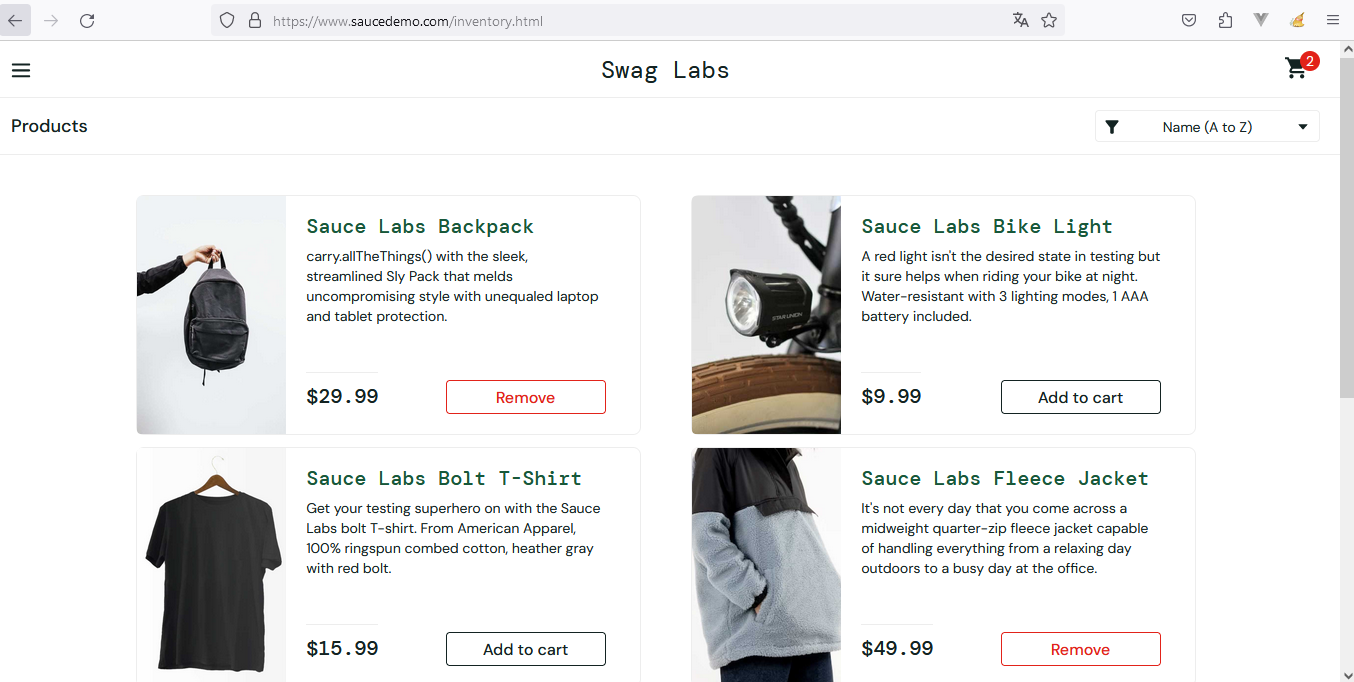 https://www.saucedemo.com/inventory.html
Swag Labs
2
Products
Name (A to Z)
Sauce Labs Backpack
carry.allTheThings() with the sleek,
streamlined Sly Pack that melds
uncompromising style with unequaled laptop
and tablet protection.
$29.99
Remove
Sauce Labs Bike Light
A red light isn't the desired state in testing but
it sure helps when riding your bike at night.
Water-resistant with 3 lighting modes, 1 AAA
battery included.
$9.99
Add to cart
STAR UNION
Sauce Labs Bolt T-Shirt
Get your testing superhero on with the Sauce
Labs bolt T-shirt. From American Apparel,
100% ringspun combed cotton, heather gray
with red bolt.
$15.99
Add to cart
Sauce Labs Fleece Jacket
It's not every day that you come across a
midweight quarter-zip fleece jacket capable
of handling everything from a relaxing day
outdoors to a busy day at the office.
$49.99
Remove